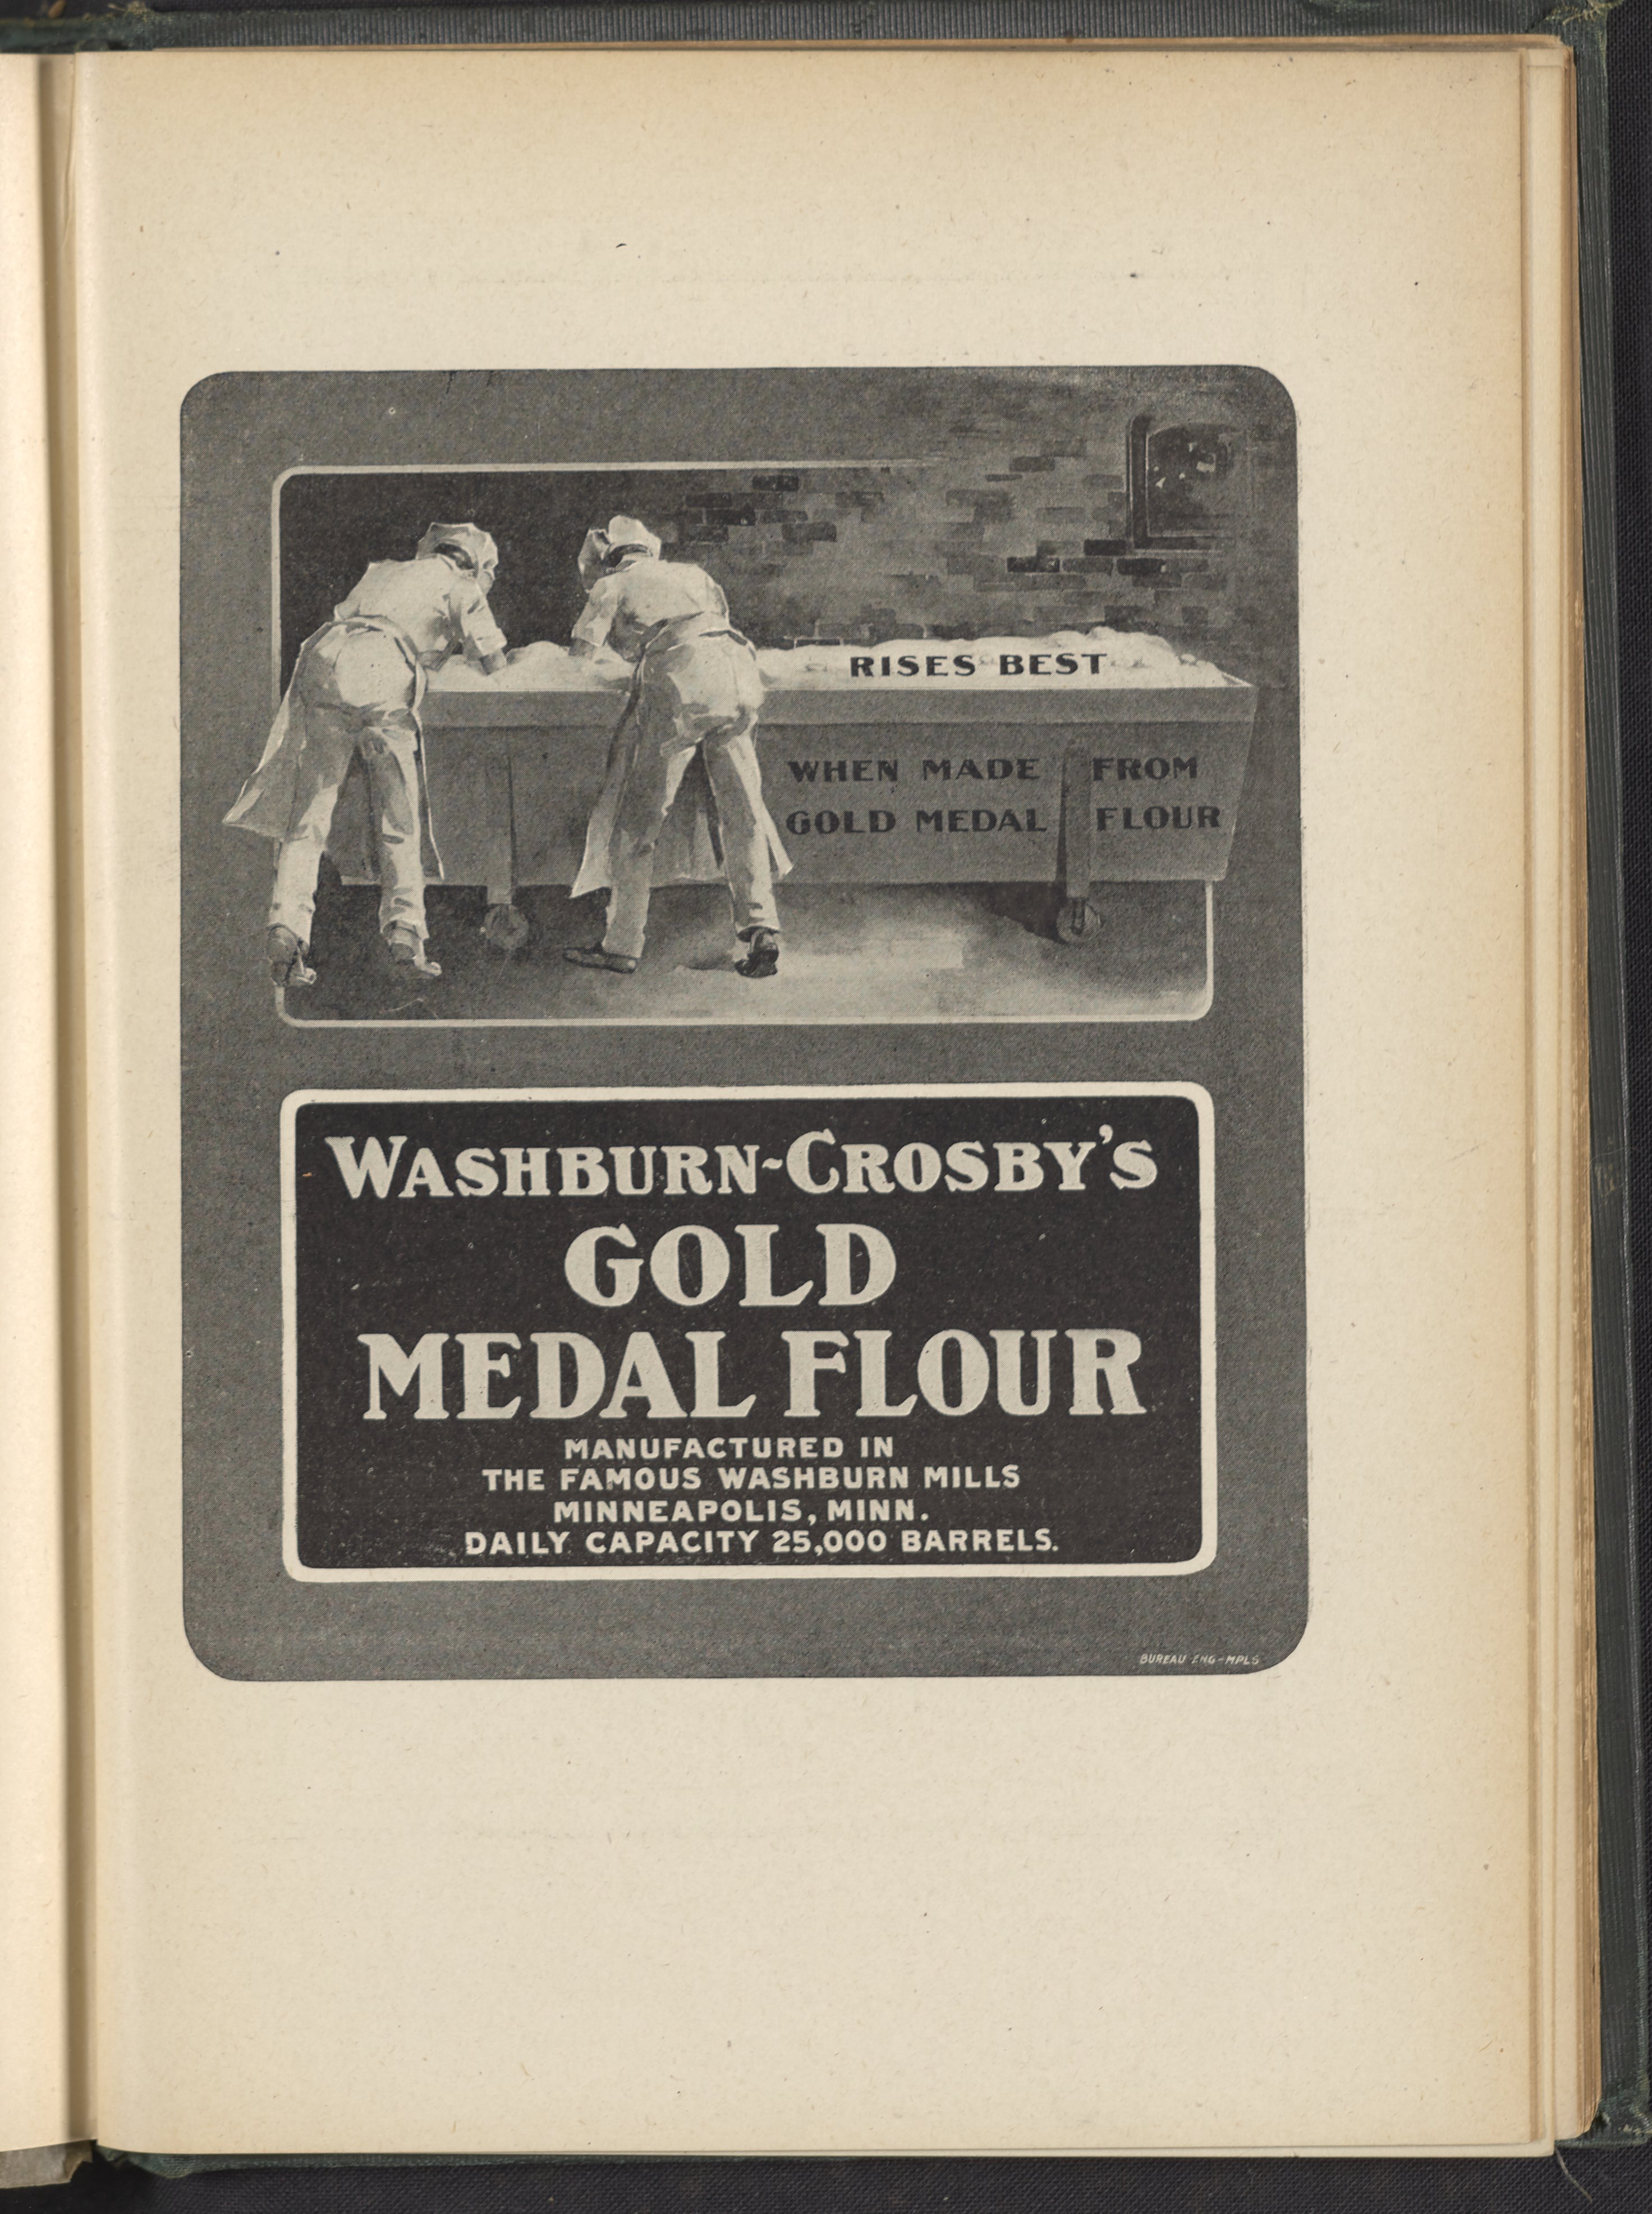 RISES BEST
WHEN MADE FROM
GOLD MEDAL FLOUR
WASHBURN-CROSBY'S
GOLD
MEDAL FLOUR
MANUFACTURED IN
THE FAMOUS WASHBURN MILLS
MINNEAPOLIS, MINN.
DAILY CAPACITY 25,000 BARRELS.
BUREAU ENG-MPLS